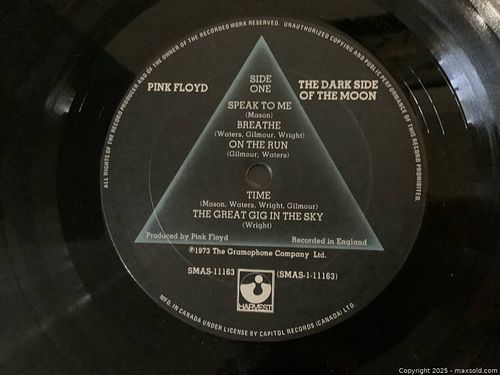 ALL RIGHTS OF THE RECORD PRODUCER AND OF THE OWNER OF THE RECORDED WORK RESERVED. UNAUTHORIZED COPYING AND PUBLIC PERFORMANCE OF THIS RECORD PROHIBITED.
PINK FLOYD
SIDE
ONE
THE DARK SIDE
OF THE MOON
SPEAK TO ME
(Mason)
BREATHE
(Waters, Gilmour, Wright)
ON THE RUN
(Gilmour, Waters)
TIME
(Mason, Waters, Wright, Gilmour)
THE GREAT GIG IN THE SKY
(Wright)
Produced by Pink Floyd
Recorded in England
℗1973 The Gramophone Company Ltd.
SMAS-11163
(SMAS-1-11163)
HARVEST
MFD. IN CANADA UNDER LICENSE BY CAPITOL RECORDS (CANADA) LTD.
Copyright 2025 - maxsold.com